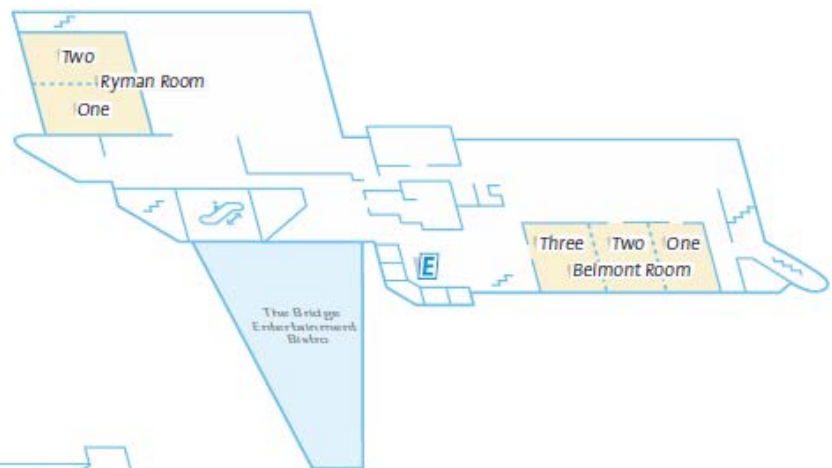 Two
Ryman Room
One
E
Three Two One
Belmont Room
The Bridge
Entertainment
Bistro